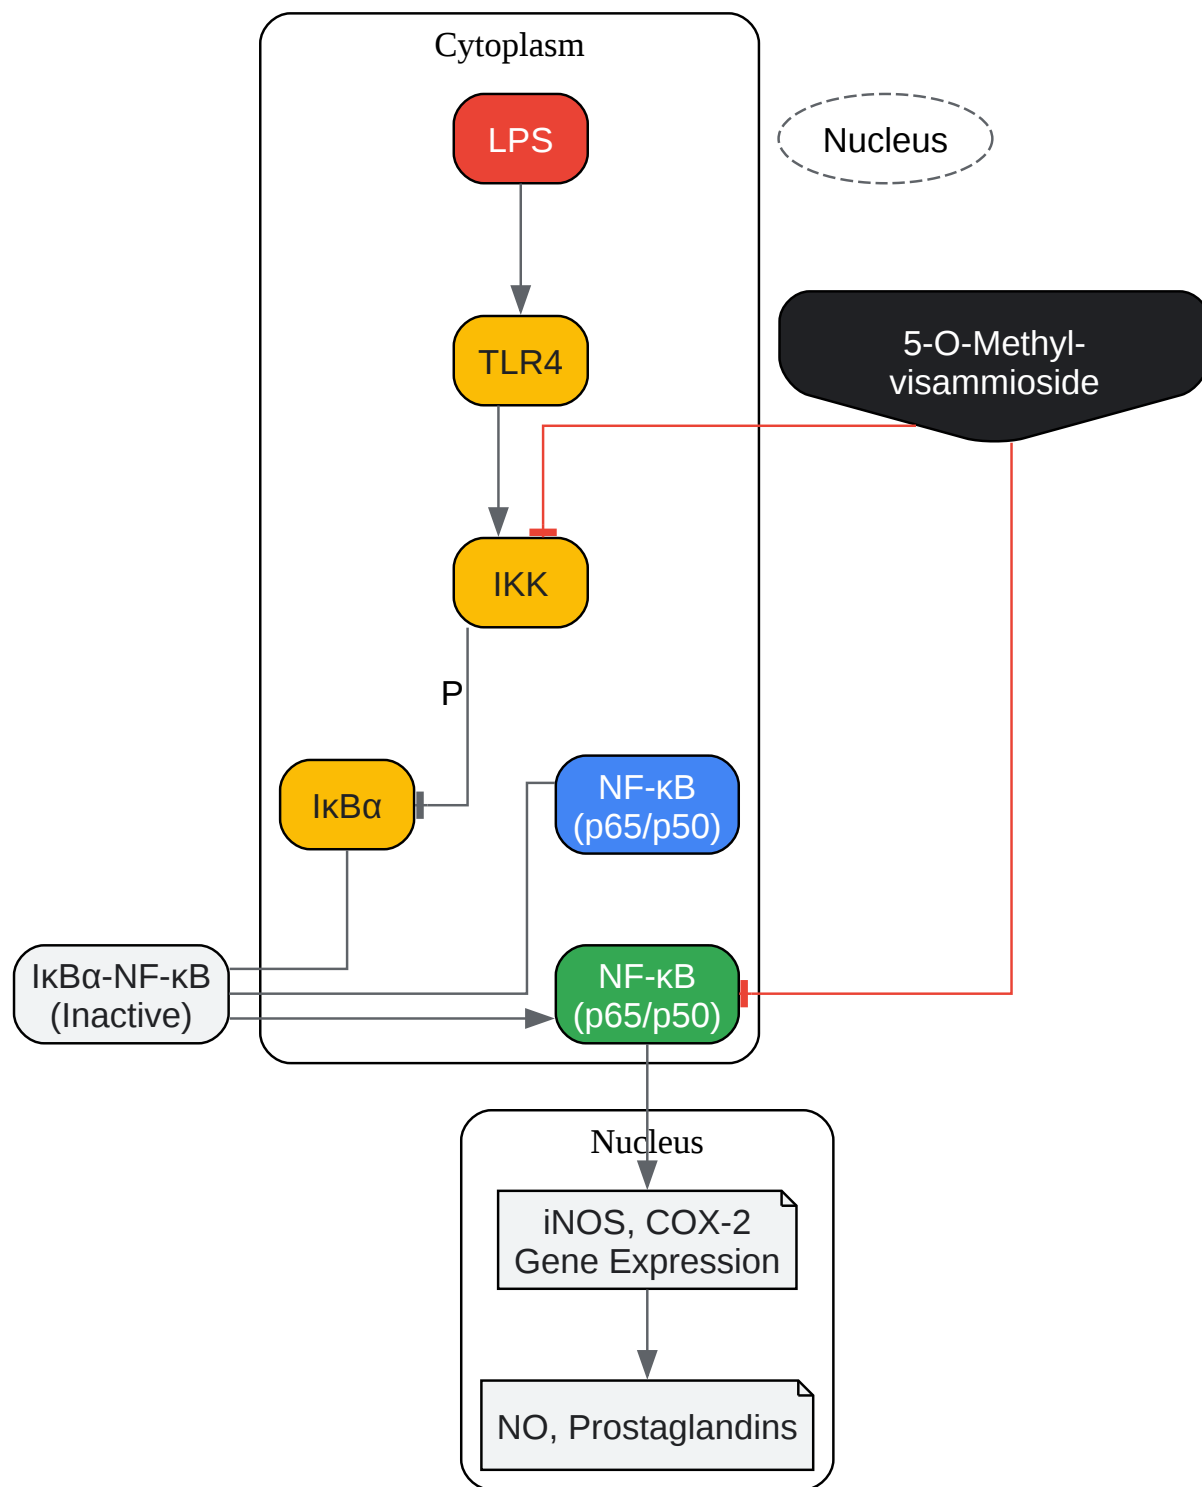 Cytoplasm
LPS
Nucleus
TLR4
5-O-Methyl-
visammioside
IKK
P
IκBα
NF-κB
(p65/p50)
IκBα-NF-κB
(Inactive)
NF-κB
(p65/p50)
Nucleus
iNOS, COX-2
Gene Expression
NO, Prostaglandins